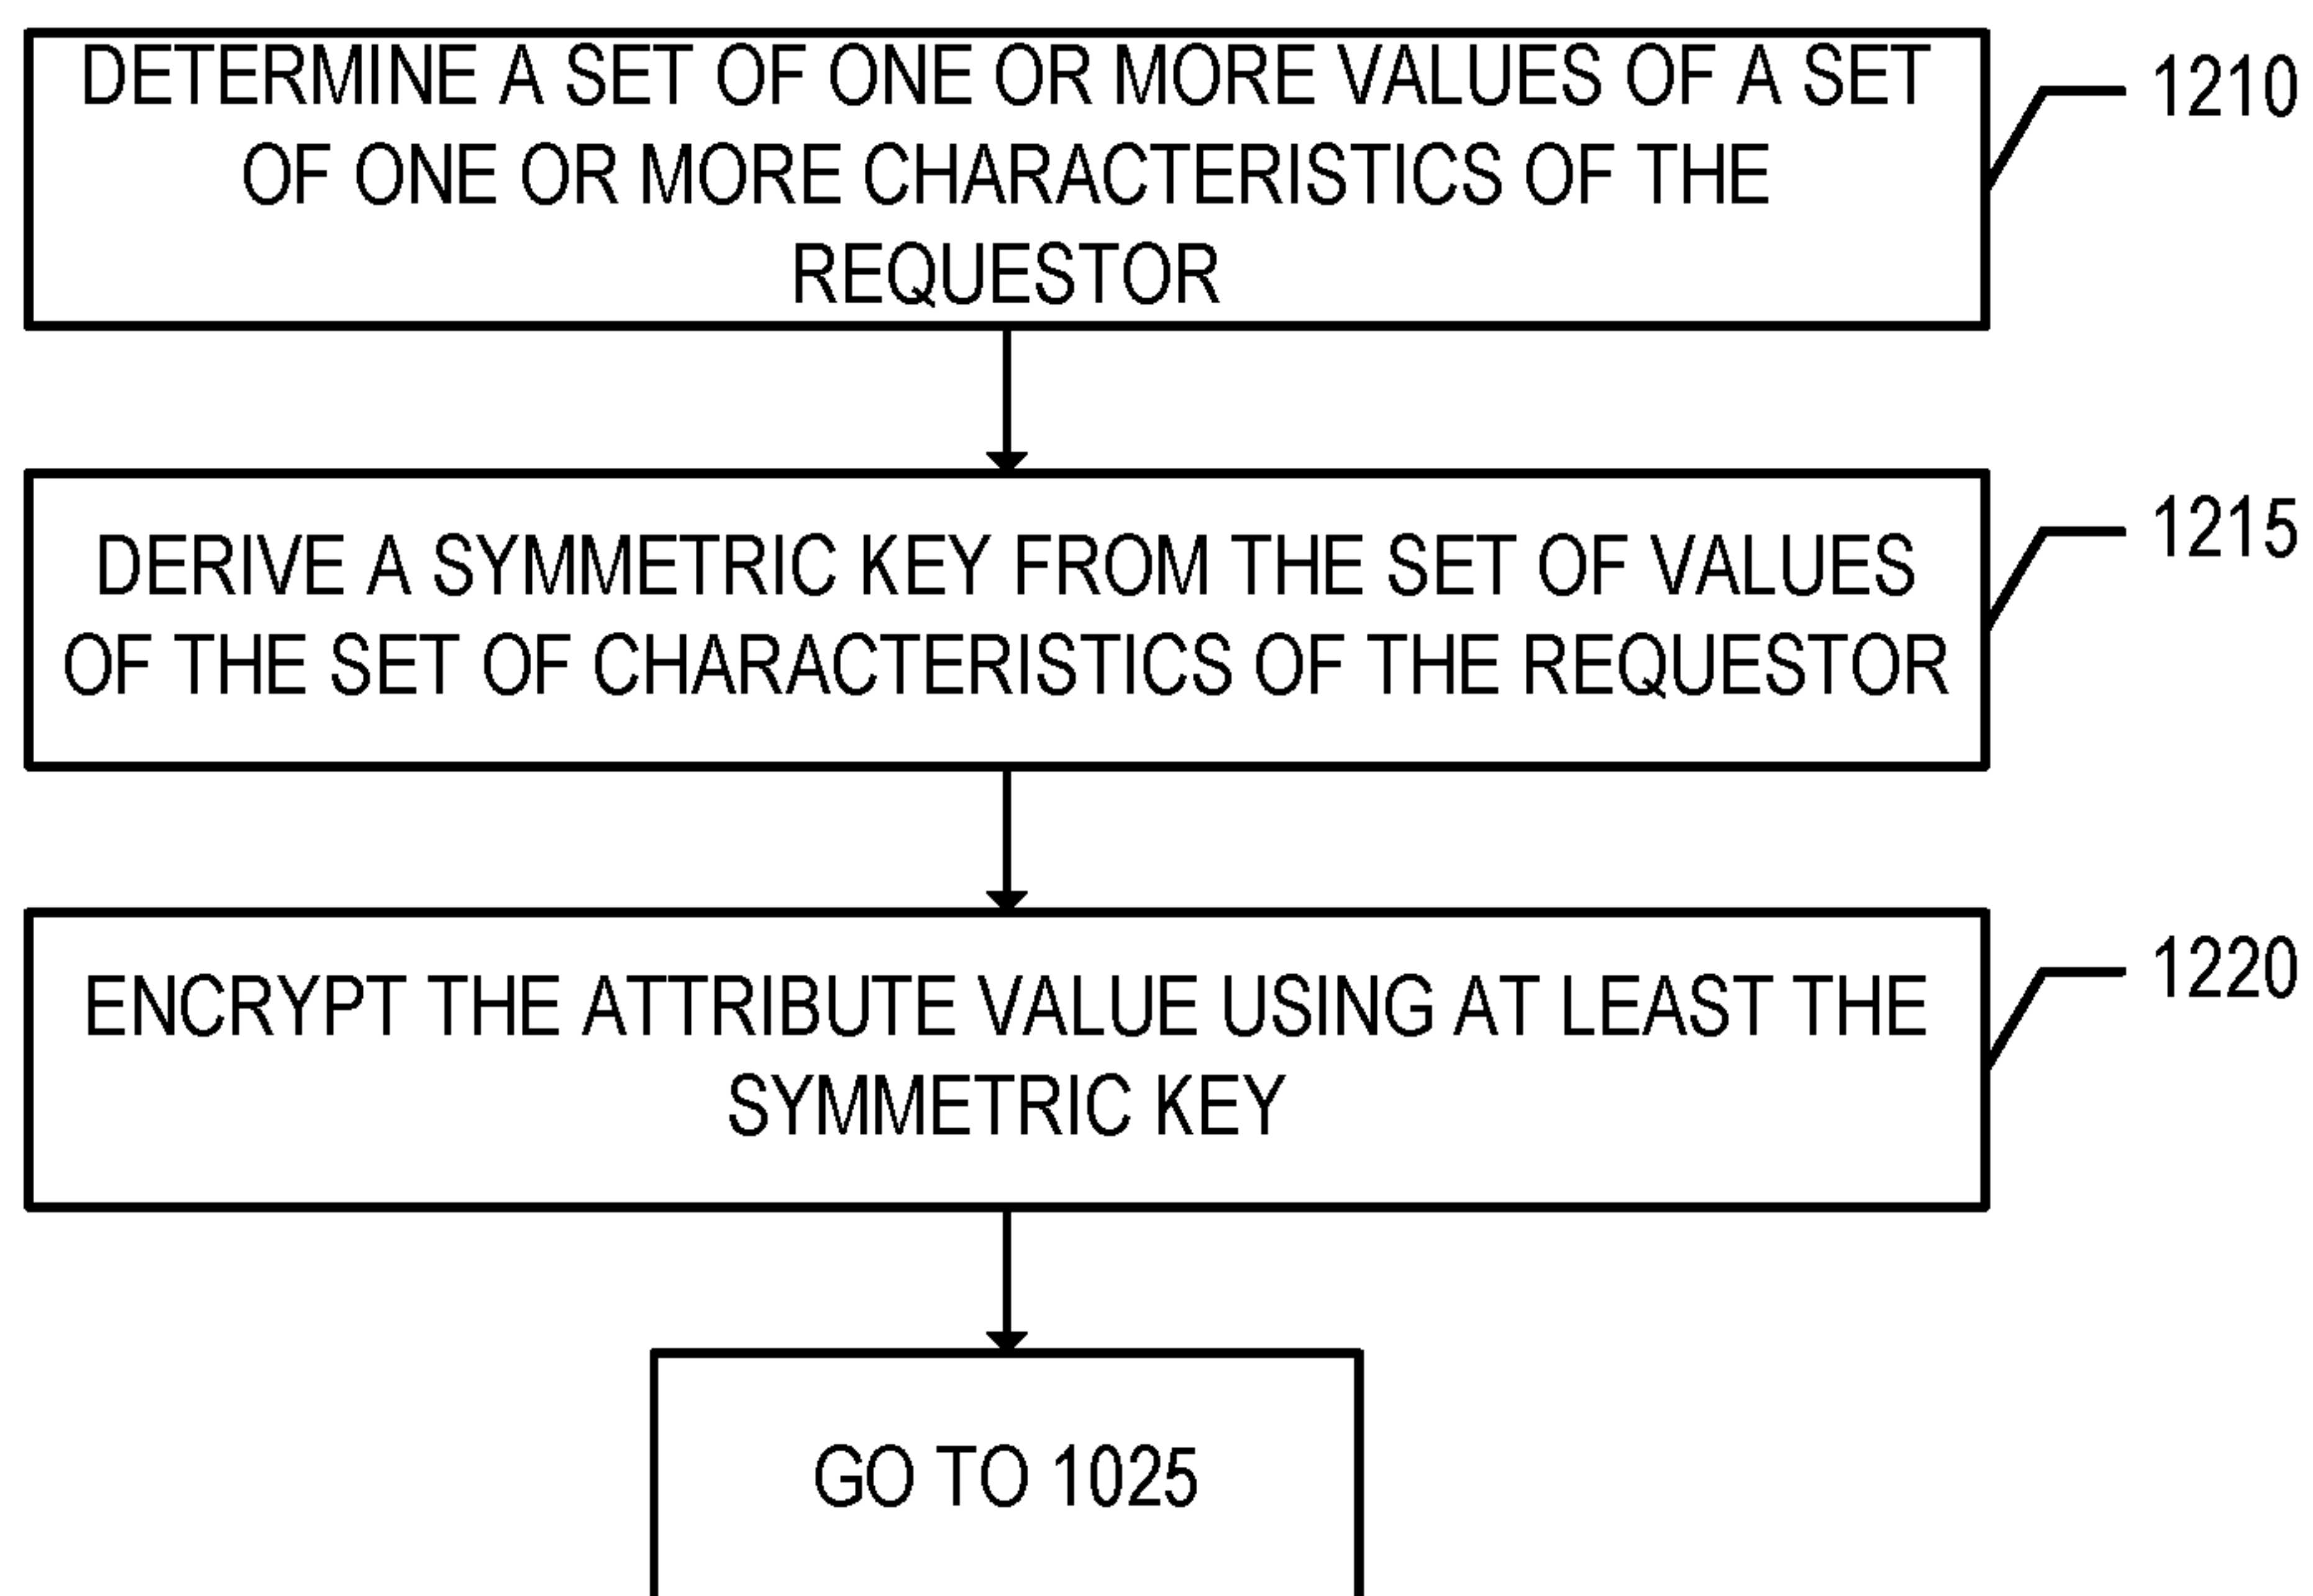 DETERMINE A SET OF ONE OR MORE VALUES OF A SET
OF ONE OR MORE CHARACTERISTICS OF THE
REQUESTOR
1210
DERIVE A SYMMETRIC KEY FROM THE SET OF VALUES
OF THE SET OF CHARACTERISTICS OF THE REQUESTOR
1215
ENCRYPT THE ATTRIBUTE VALUE USING AT LEAST THE
SYMMETRIC KEY
1220
GO TO 1025